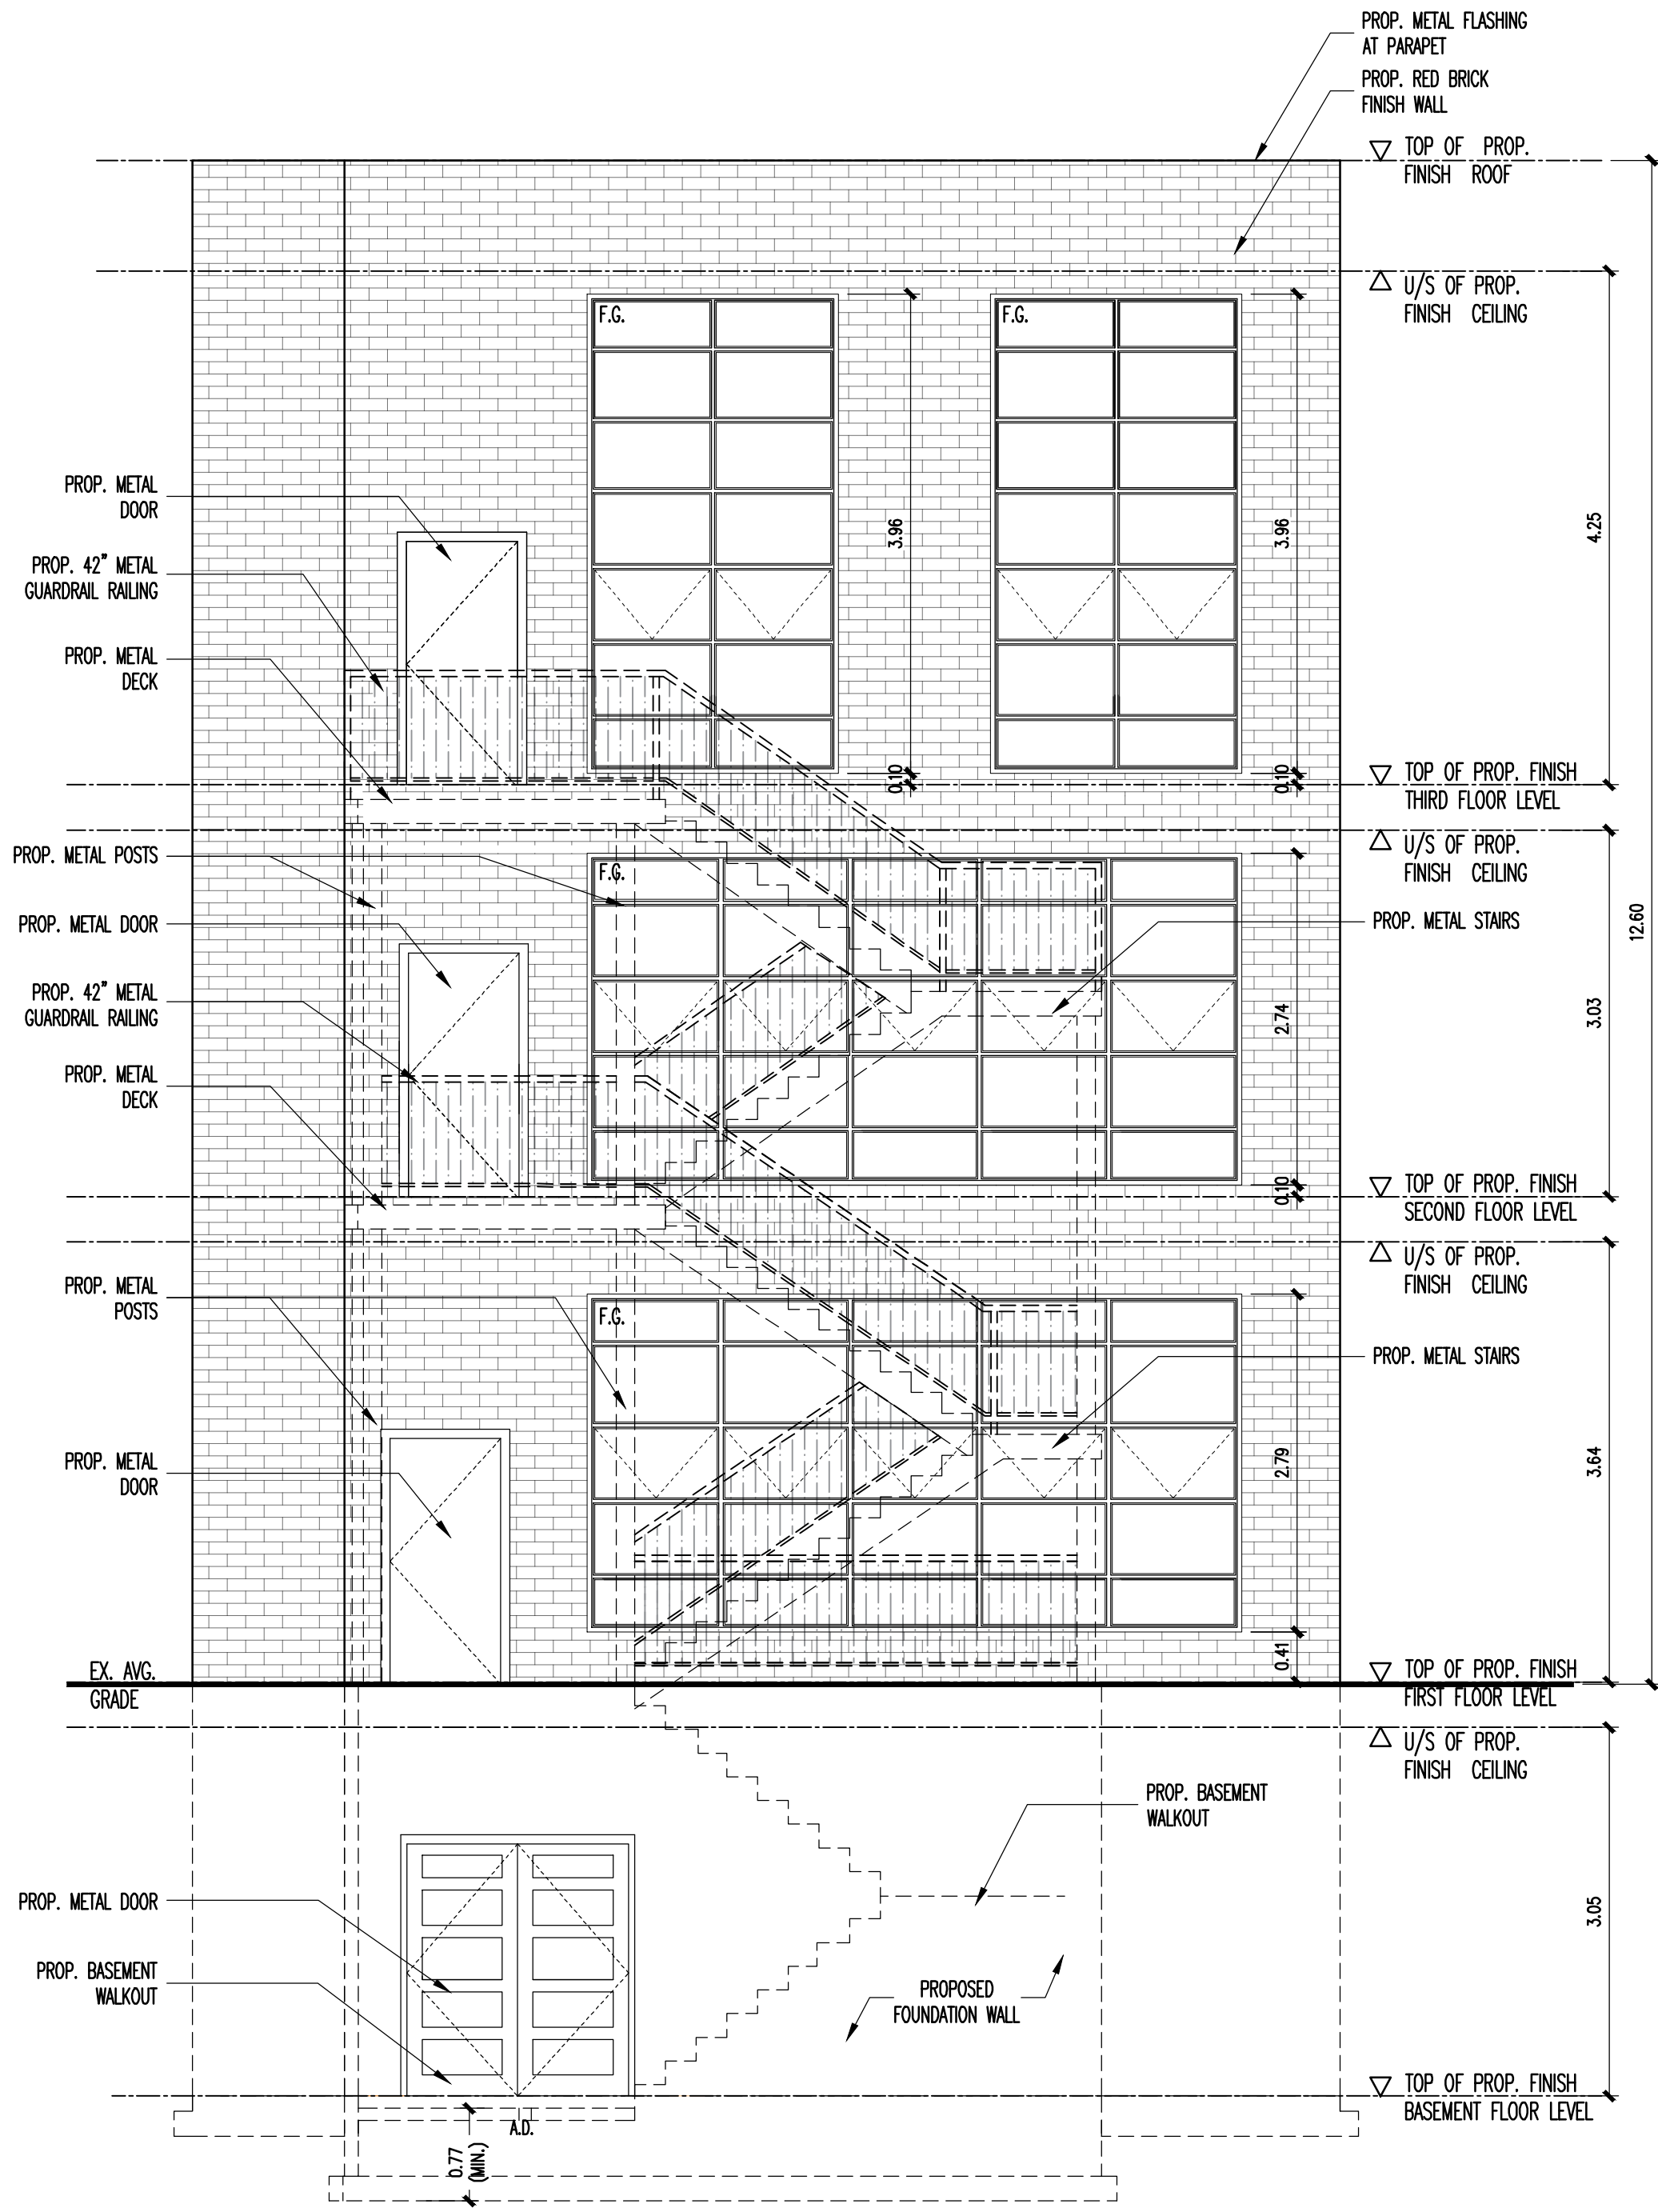 PROP. METAL FLASHING
AT PARAPET
PROP. RED BRICK
FINISH WALL
TOP OF PROP.
FINISH ROOF
U/S OF PROP.
FINISH CEILING
F.G.
F.G.
PROP. METAL
DOOR
3.96
3.96
4.25
PROP. 42" METAL
GUARDRAIL RAILING
PROP. METAL
DECK
0.10
0.10
TOP OF PROP. FINISH
THIRD FLOOR LEVEL
U/S OF PROP.
FINISH CEILING
PROP. METAL POSTS
F.G.
PROP. METAL DOOR
PROP. METAL STAIRS
12.60
PROP. 42" METAL
GUARDRAIL RAILING
2.74
3.03
PROP. METAL
DECK
0.10
TOP OF PROP. FINISH
SECOND FLOOR LEVEL
U/S OF PROP.
FINISH CEILING
PROP. METAL
POSTS
F.G.
PROP. METAL STAIRS
PROP. METAL
DOOR
2.79
3.64
0.41
EX. AVG.
GRADE
TOP OF PROP. FINISH
FIRST FLOOR LEVEL
U/S OF PROP.
FINISH CEILING
PROP. BASEMENT
WALKOUT
PROP. METAL DOOR
3.05
PROP. BASEMENT
WALKOUT
PROPOSED
FOUNDATION WALL
TOP OF PROP. FINISH
BASEMENT FLOOR LEVEL
A.D.
0.77
(MIN.)